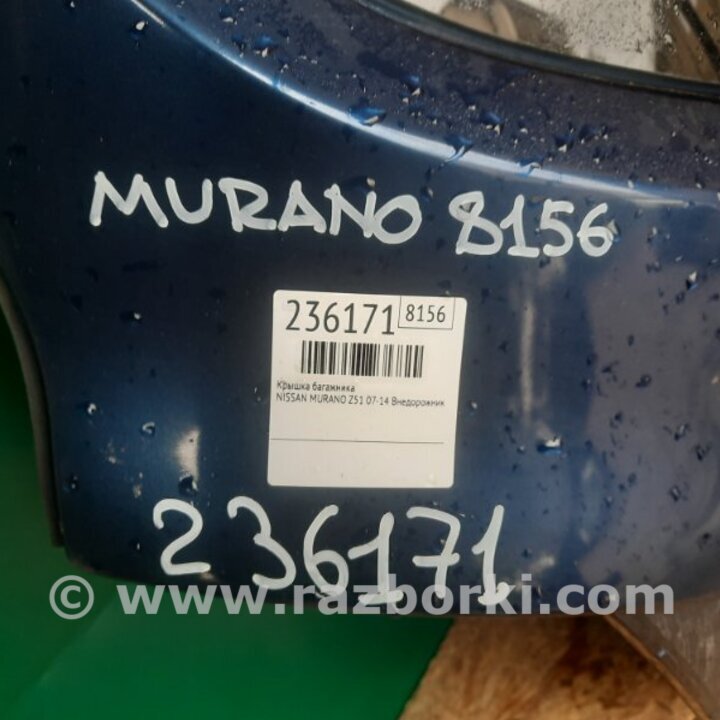 MURANO 8156
236171 8156
Крышка багажника
NISSAN MURANO Z51 07-14 Внедорожник
236171
© www.razborki.com